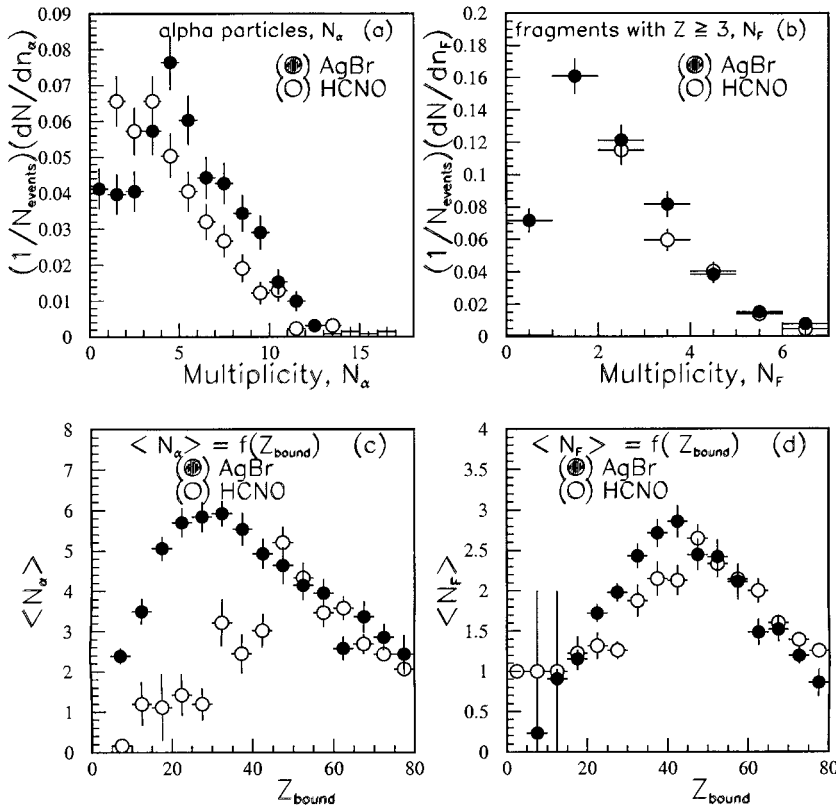 alpha particles, Nα (a)
(●) AgBr
(○) HCNO
(1/Nevents)(dN/dnα)
0.09
0.08
0.07
0.06
0.05
0.04
0.03
0.02
0.01
0
0 5 10 15
Multiplicity, Nα
fragments with Z ≧ 3, NF (b)
(●) AgBr
(○) HCNO
(1/Nevents)(dN/dnF)
0.2
0.18
0.16
0.14
0.12
0.1
0.08
0.06
0.04
0.02
0
0 2 4 6
Multiplicity, NF
< Nα > = f(Zbound) (c)
(●) AgBr
(○) HCNO
<Nα>
8
7
6
5
4
3
2
1
0
0 20 40 60 80
Zbound
< NF > = f( Zbound) (d)
(●) AgBr
(○) HCNO
<NF>
4
3.5
3
2.5
2
1.5
1
0.5
0
0 20 40 60 80
Zbound